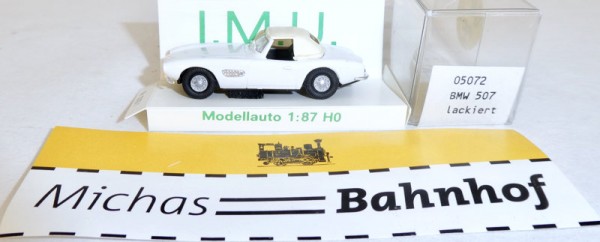 I.M.U.
Modellauto 1:87 H0
05072
BMW 507
lackiert
Michas Bahnhof